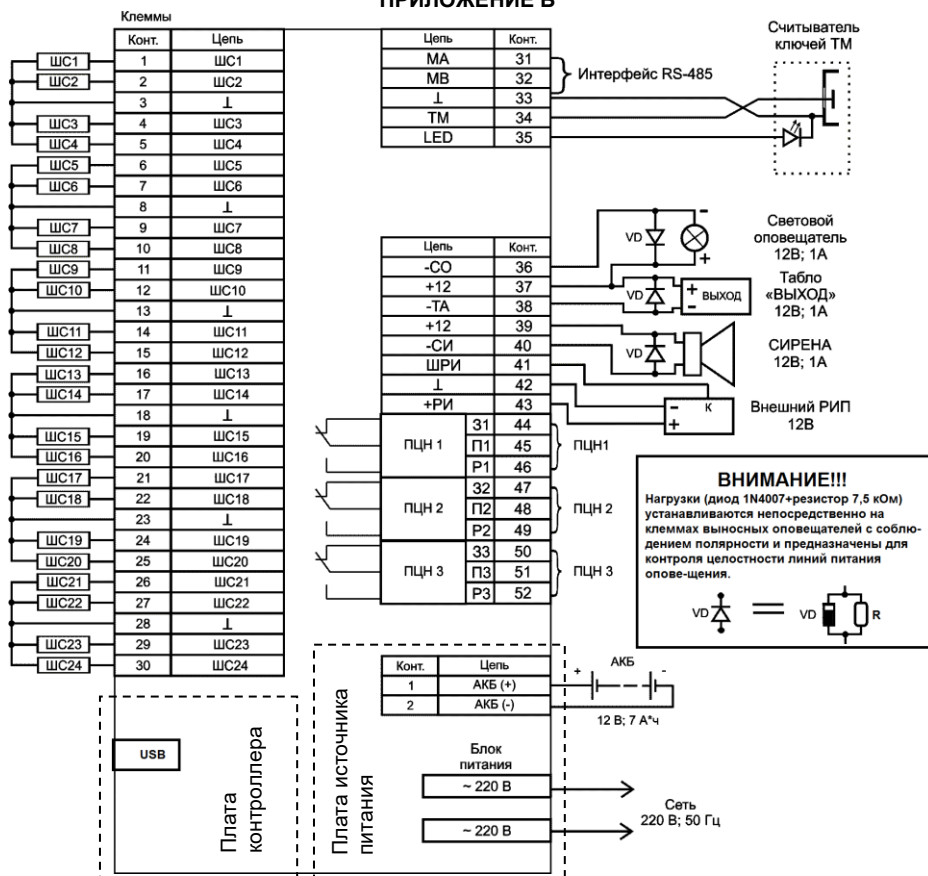 ПРИЛОЖЕНИЕ В
Клеммы
Конт. Цепь
ШС1 1 ШС1
ШС2 2 ШС2
3 ⊥
ШС3 4 ШС3
ШС4 5 ШС4
ШС5 6 ШС5
ШС6 7 ШС6
8 ⊥
ШС7 9 ШС7
ШС8 10 ШС8
ШС9 11 ШС9
ШС10 12 ШС10
13 ⊥
ШС11 14 ШС11
ШС12 15 ШС12
ШС13 16 ШС13
ШС14 17 ШС14
18 ⊥
ШС15 19 ШС15
ШС16 20 ШС16
ШС17 21 ШС17
ШС18 22 ШС18
23 ⊥
ШС19 24 ШС19
ШС20 25 ШС20
ШС21 26 ШС21
ШС22 27 ШС22
28 ⊥
ШС23 29 ШС23
ШС24 30 ШС24
Цепь Конт.
МА 31
МВ 32
⊥ 33
ТМ 34
LED 35
Интерфейс RS-485
Считыватель
ключей ТМ
Цепь Конт.
-СО 36
+12 37
-ТА 38
+12 39
-СИ 40
ШРИ 41
⊥ 42
+РИ 43
ПЦН 1
З1 44
П1 45
Р1 46
ПЦН1
ПЦН 2
З2 47
П2 48
Р2 49
ПЦН 2
ПЦН 3
З3 50
П3 51
Р3 52
ПЦН 3
VD
-
+
Световой
оповещатель
12В; 1А
VD
+ ВЫХОД
-
Табло
«ВЫХОД»
12В; 1А
VD
СИРЕНА
12В; 1А
- К
+
Внешний РИП
12В
ВНИМАНИЕ!!!
Нагрузки (диод 1N4007+резистор 7,5 кОм)
устанавливаются непосредственно на
клеммах выносных оповещателей с соблю-
дением полярности и предназначены для
контроля целостности линий питания
опове-щения.
VD = VD R
Конт. Цепь
1 АКБ (+)
2 АКБ (-)
+ АКБ -
12 В; 7 А*ч
USB
Плата
контроллера
Плата источника
питания
Блок
питания
~ 220 В
~ 220 В
Сеть
220 В; 50 Гц